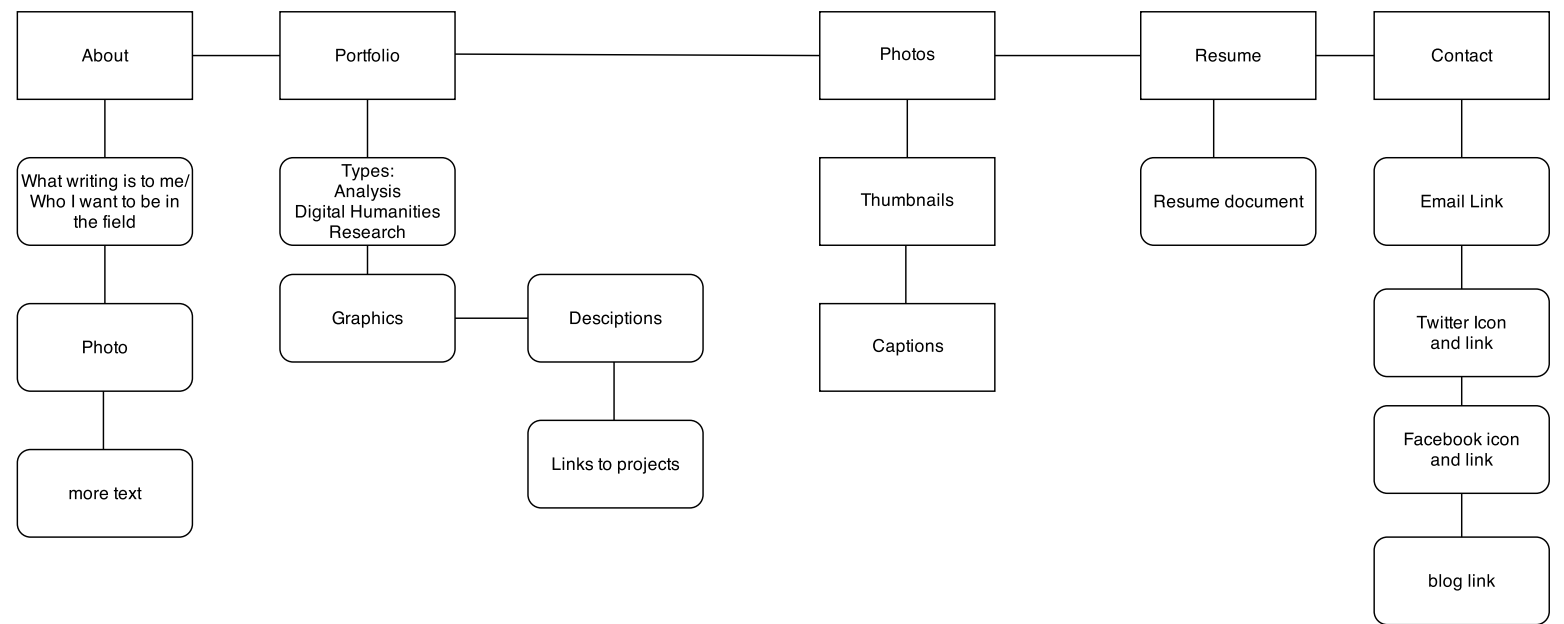 About
Portfolio
Photos
Resume
Contact
What writing is to me/
Who I want to be in
the field
Types:
Analysis
Digital Humanities
Research
Thumbnails
Resume document
Email Link
Photo
Graphics
Desciptions
Captions
Twitter Icon
and link
more text
Links to projects
Facebook icon
and link
blog link